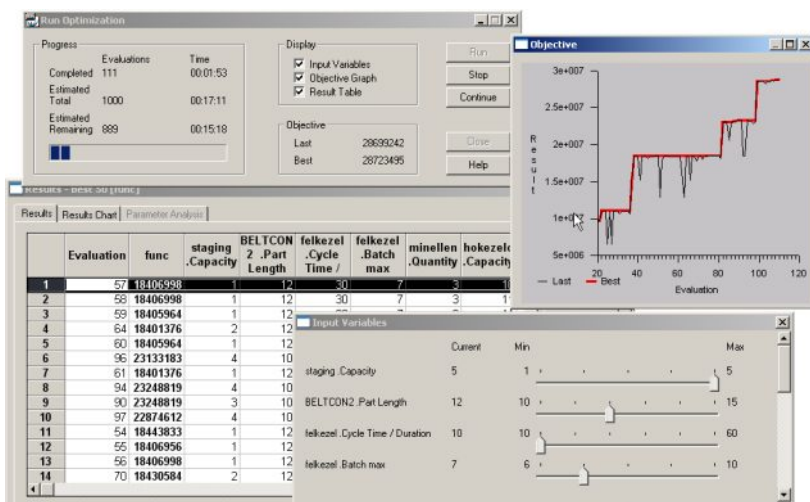 Run Optimization
Progress
Evaluations Time
Completed 111 00:01:53
Estimated
Total 1000 00:17:11
Estimated
Remaining 889 00:15:18
Display
Input Variables
Objective Graph
Result Table
Objective
Last 28699242
Best 28723495
Run
Stop
Continue
Close
Help
Objective
Result
3e+007
2e+007
2e+007
1.5e+007
1e+007
5e+006
20 40 60 80 100 120
Evaluation
Last Best
Results - Best 50 [func]
Results Results Chart Parameter Analysis
Evaluation func staging .Capacity BELTCON 2 .Part Length felkezel .Cycle Time / felkezel .Batch max minellen .Quantity .Capacity
1 57 18406998 1 12 30 7 3
2 58 18406998 1 12 30 7 3
3 59 18405964 1 12
4 64 18401376 2 12
5 60 18405964 1 12
6 96 23133183 4 10
7 61 18401376 1 12
8 94 23248819 4 10
9 90 23248819 3 10
10 97 22874612 4 10
11 54 18443833 1 12
12 55 18406956 1 12
13 56 18406998 1 12
14 70 18430584 2 12
Input Variables
Current Min Max
staging .Capacity 5 1 5
BELTCON2 .Part Length 12 10 15
felkezel .Cycle Time / Duration 10 10 60
felkezel .Batch max 7 6 10